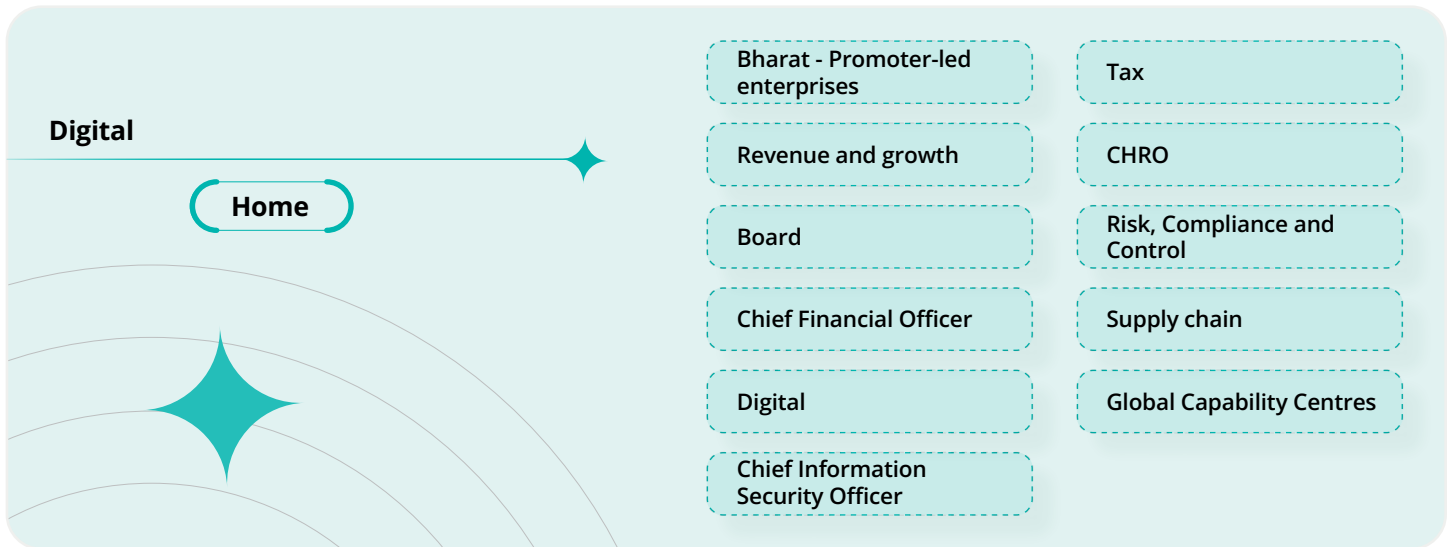 Digital
Home
Bharat - Promoter-led
enterprises
Revenue and growth
Board
Chief Financial Officer
Digital
Chief Information
Security Officer
Tax
CHRO
Risk, Compliance and
Control
Supply chain
Global Capability Centres